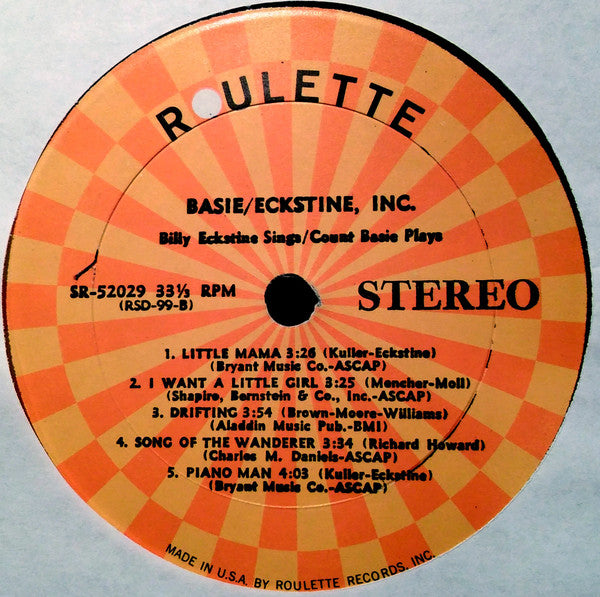 ROULETTE
BASIE/ECKSTINE, INC.
Billy Eckstine Sings/Count Basie Plays
SR-52029 33⅓ RPM
(RSD-99-B)
STEREO
1. LITTLE MAMA 3:26 (Kuller-Eckstine)
(Bryant Music Co.-ASCAP)
2. I WANT A LITTLE GIRL 3:25 (Mencher-Moll)
(Shapiro, Bernstein & Co., Inc.-ASCAP)
3. DRIFTING 3:54 (Brown-Moore-Williams)
(Aladdin Music Pub.-BMI)
4. SONG OF THE WANDERER 3:34 (Richard Howard)
(Charles M. Daniels-ASCAP)
5. PIANO MAN 4:03 (Kuller-Eckstine)
(Bryant Music Co.-ASCAP)
MADE IN U.S.A. BY ROULETTE RECORDS, INC.